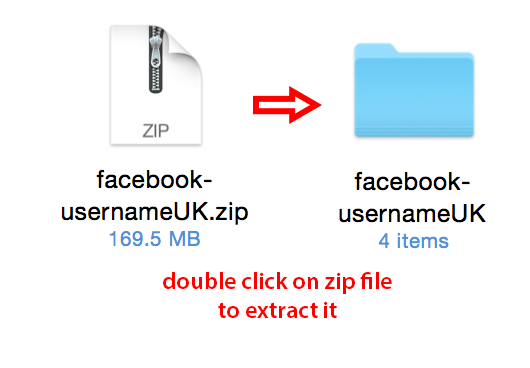 ZIP
facebook-
usernameUK.zip
169.5 MB
facebook-
usernameUK
4 items
double click on zip file
to extract it